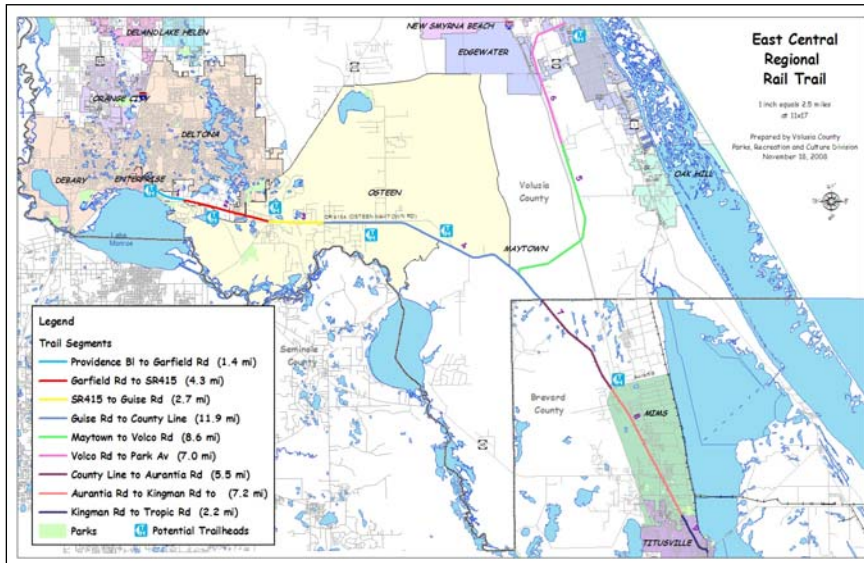 East Central
Regional
Rail Trail
1 inch equals 2.5 miles
at 11x17
Prepared by Volusia County
Parks, Recreation and Culture Division
November 18, 2008
NEW SMYRNA BEACH
DELAND
LAKE HELEN
EDGEWATER
ORANGE CITY
DELTONA
DEBARY
ENTERPRISE
OSTEEN
OAK HILL
Volusia
County
Lake
Monroe
MAYTOWN
Seminole
County
Brevard
County
MIMS
TITUSVILLE
Legend
Trail Segments
Providence Bl to Garfield Rd (1.4 mi)
Garfield Rd to SR415 (4.3 mi)
SR415 to Guise Rd (2.7 mi)
Guise Rd to County Line (11.9 mi)
Maytown to Volco Rd (8.6 mi)
Volco Rd to Park Av (7.0 mi)
County Line to Aurantia Rd (5.5 mi)
Aurantia Rd to Kingman Rd to (7.2 mi)
Kingman Rd to Tropic Rd (2.2 mi)
Parks
Potential Trailheads